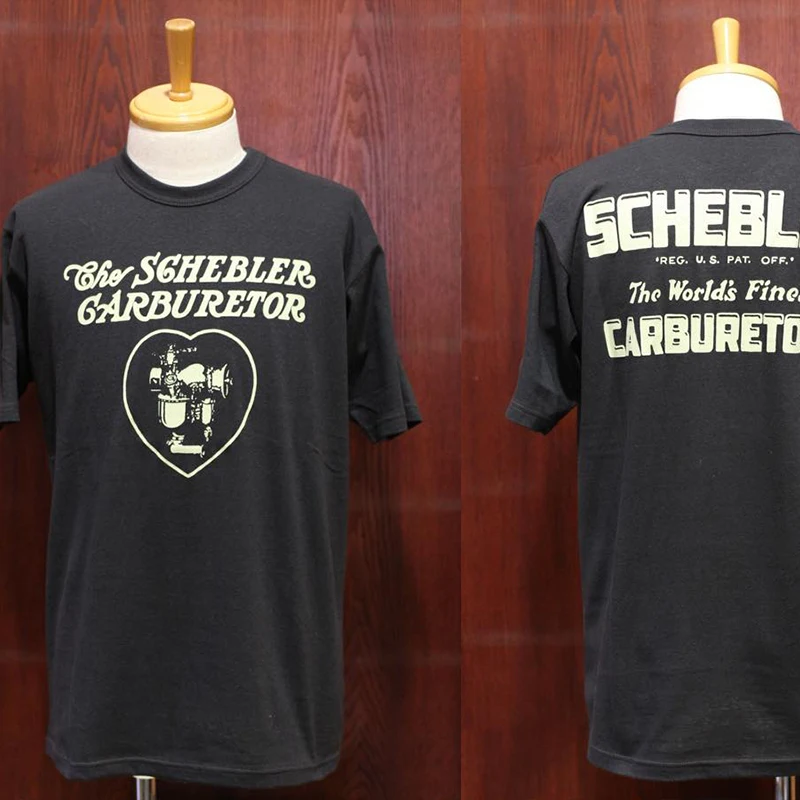 The SCHEBLER
CARBURETOR
SCHEBL
"REG. U.S. PAT. OFF."
The World's Fine
CARBURETO